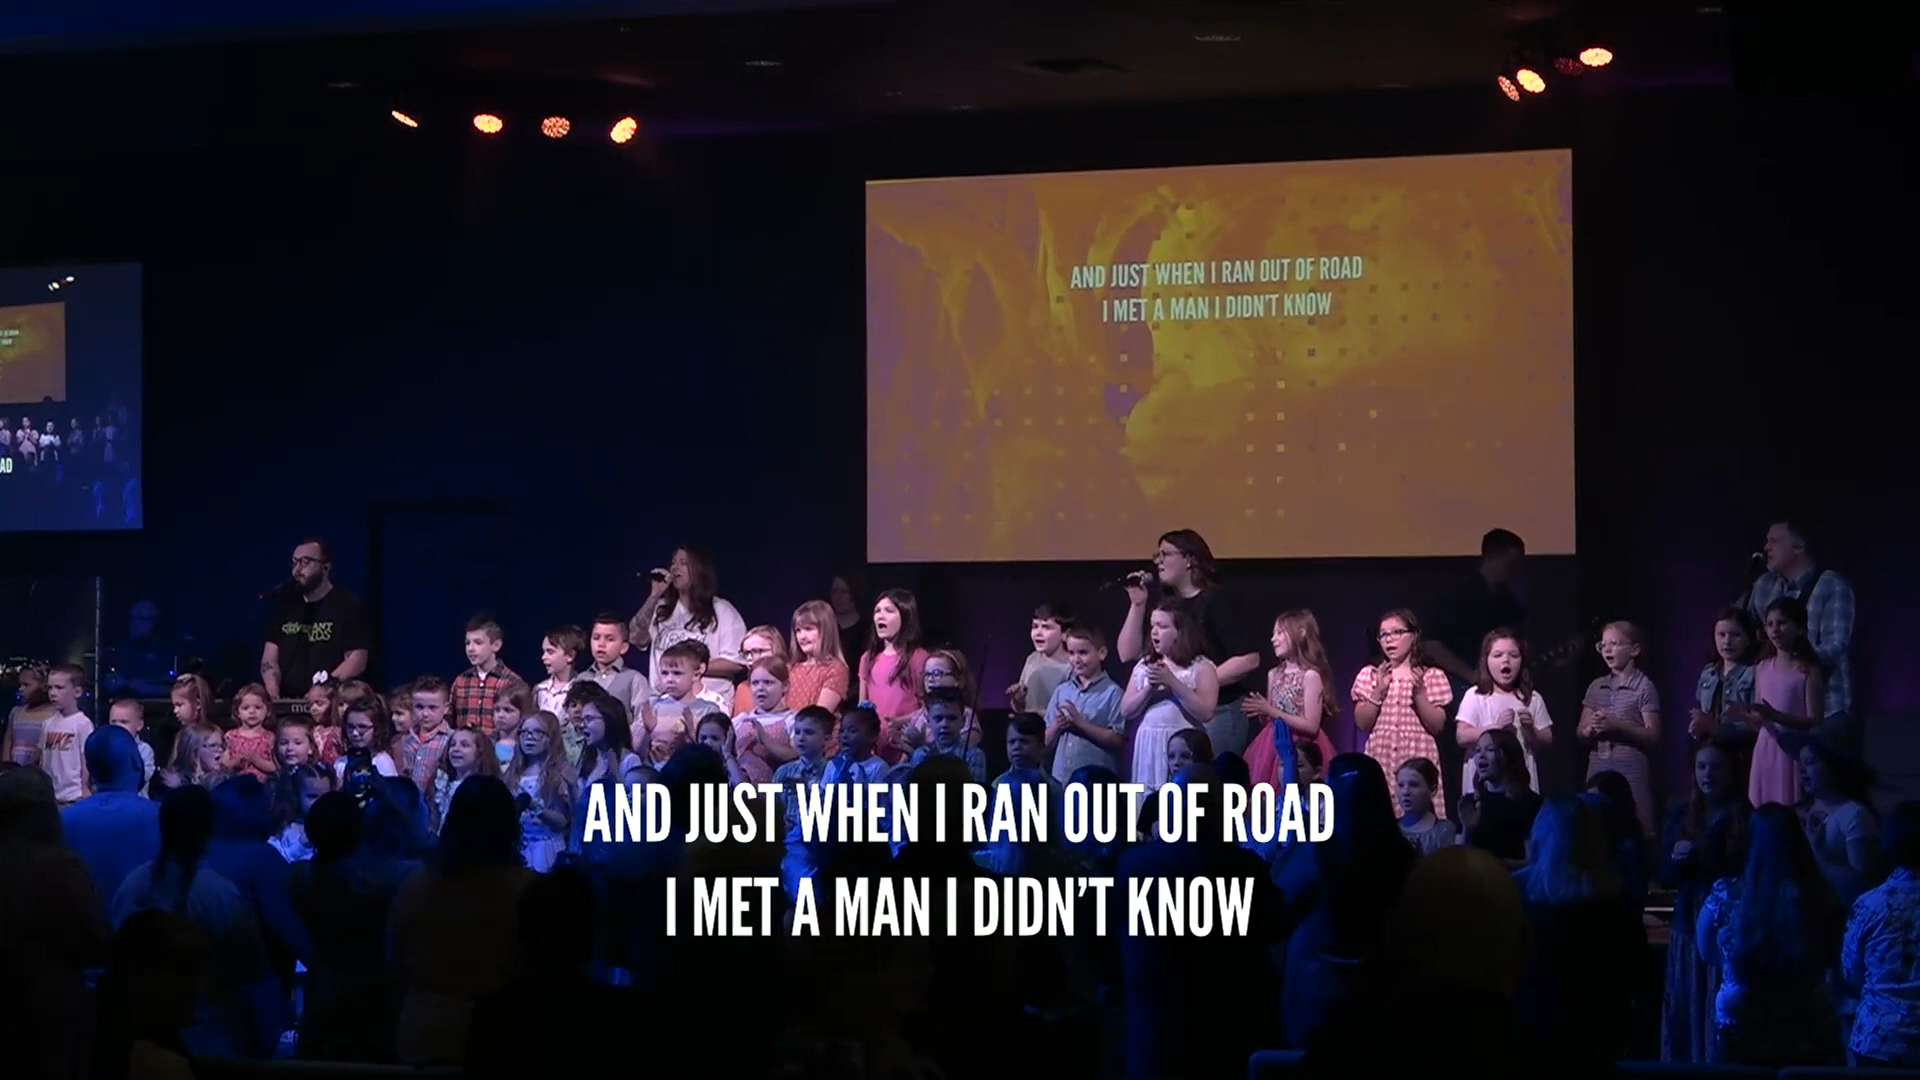 AND JUST WHEN I RAN OUT OF ROAD
I MET A MAN I DIDN'T KNOW
AD
NIKE
AND JUST WHEN I RAN OUT OF ROAD
I MET A MAN I DIDN'T KNOW